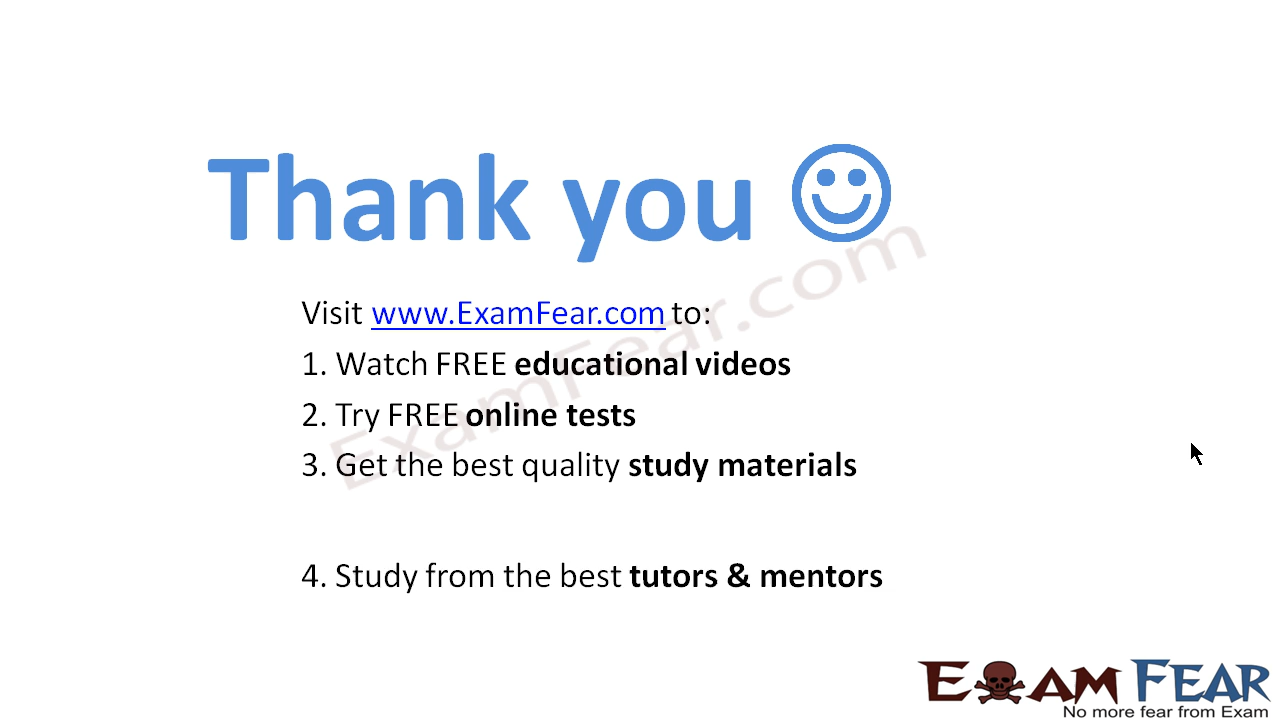 Thank you ☺
Visit www.ExamFear.com to:
1. Watch FREE educational videos
2. Try FREE online tests
3. Get the best quality study materials
4. Study from the best tutors & mentors
ExamFear.com
EXAM FEAR
No more fear from Exam